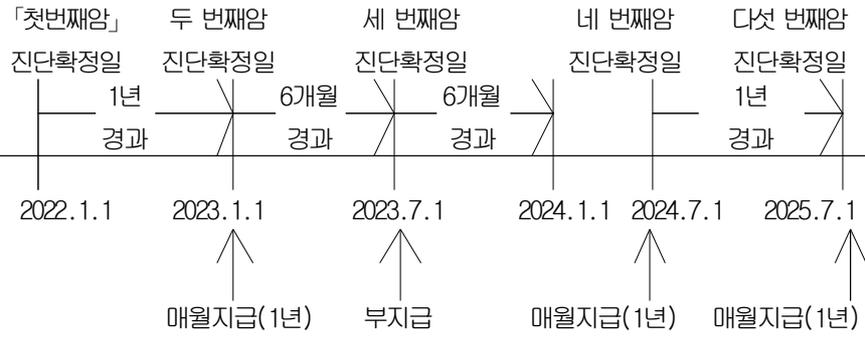 「첫번째암」 두 번째암 세 번째암 네 번째암 다섯 번째암
진단확정일 진단확정일 진단확정일 진단확정일 진단확정일
1년 6개월 6개월 1년
경과 경과 경과 경과
2022.1.1 2023.1.1 2023.7.1 2024.1.1 2024.7.1 2025.7.1
매월지급(1년) 부지급 매월지급(1년) 매월지급(1년)